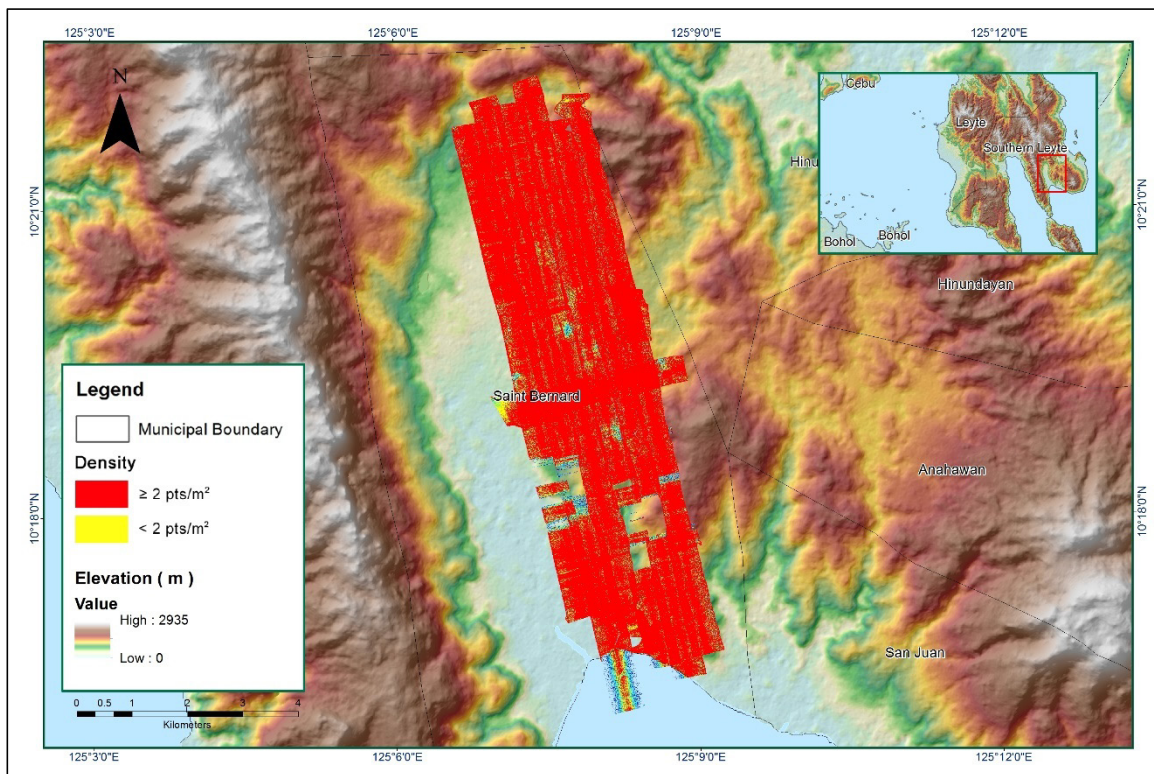 125°3'0"E
125°6'0"E
125°9'0"E
125°12'0"E
N
10°21'0"N
10°21'0"N
10°18'0"N
10°18'0"N
Cebu
Leyte
Southern Leyte
Bohol
Bohol
Hinu
Hinundayan
Saint Bernard
Anahawan
San Juan
Legend
Municipal Boundary
Density
≥ 2 pts/m²
< 2 pts/m²
Elevation ( m )
Value
High : 2935
Low : 0
0 0.5 1 2 3 4
Kilometers
125°3'0"E
125°6'0"E
125°9'0"E
125°12'0"E